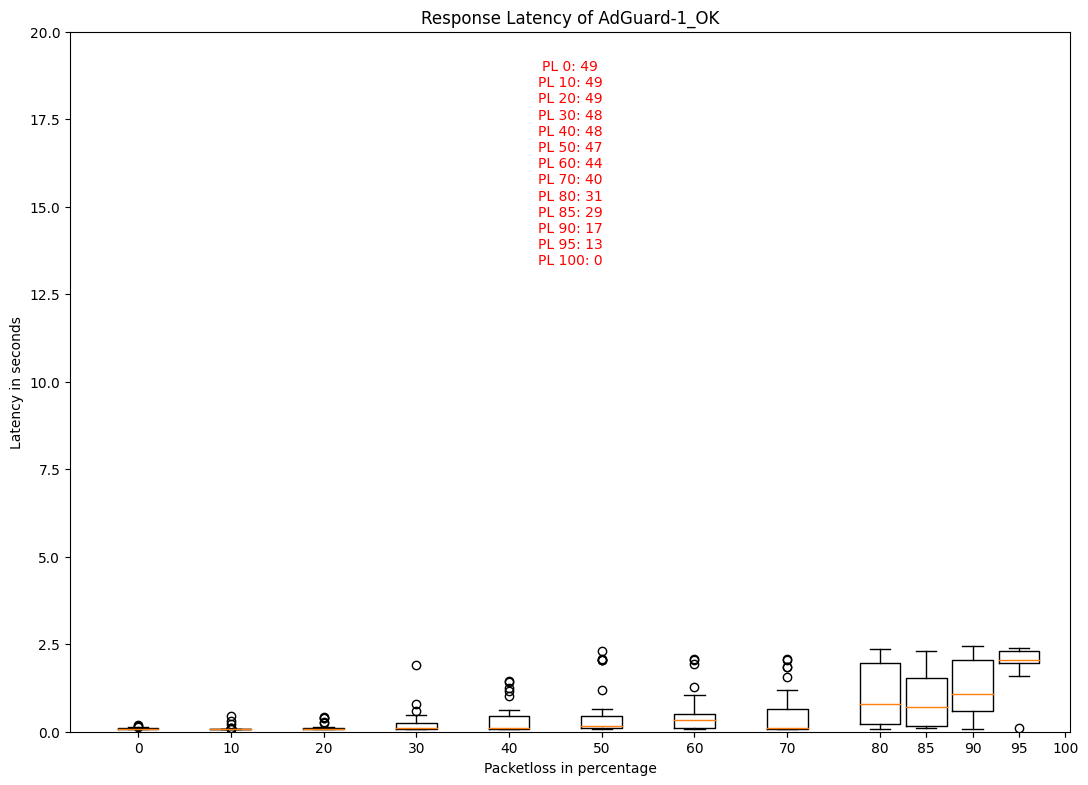 Response Latency of AdGuard-1_OK
20.0
17.5
15.0
12.5
10.0
7.5
5.0
2.5
0.0
Latency in seconds
PL 0: 49
PL 10: 49
PL 20: 49
PL 30: 48
PL 40: 48
PL 50: 47
PL 60: 44
PL 70: 40
PL 80: 31
PL 85: 29
PL 90: 17
PL 95: 13
PL 100: 0
0 10 20 30 40 50 60 70 80 85 90 95 100
Packetloss in percentage